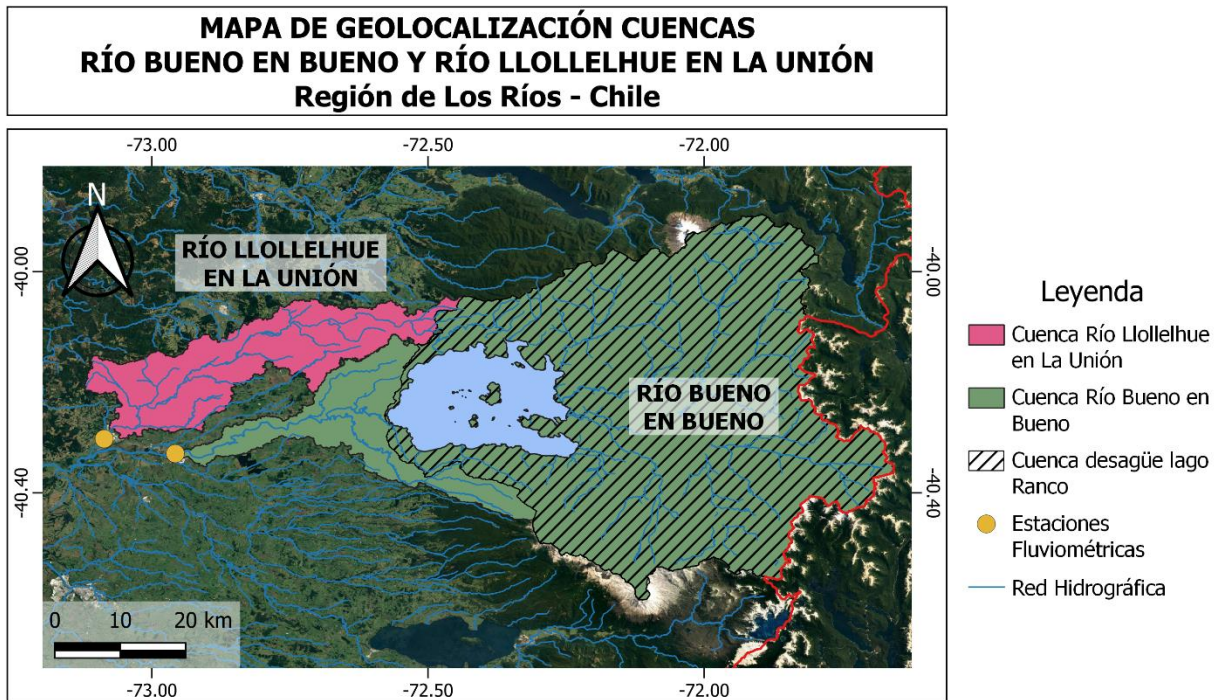 MAPA DE GEOLOCALIZACIÓN CUENCAS
RÍO BUENO EN BUENO Y RÍO LLOLLELHUE EN LA UNIÓN
Región de Los Ríos - Chile
-73.00
-72.50
-72.00
N
RÍO LLOLLELHUE
EN LA UNIÓN
-40.00
-40.00
RÍO BUENO
EN BUENO
-40.40
-40.40
0 10 20 km
-73.00
-72.50
-72.00
Leyenda
Cuenca Río Llollelhue
en La Unión
Cuenca Río Bueno en
Bueno
Cuenca desagüe lago
Ranco
Estaciones
Fluviométricas
Red Hidrográfica